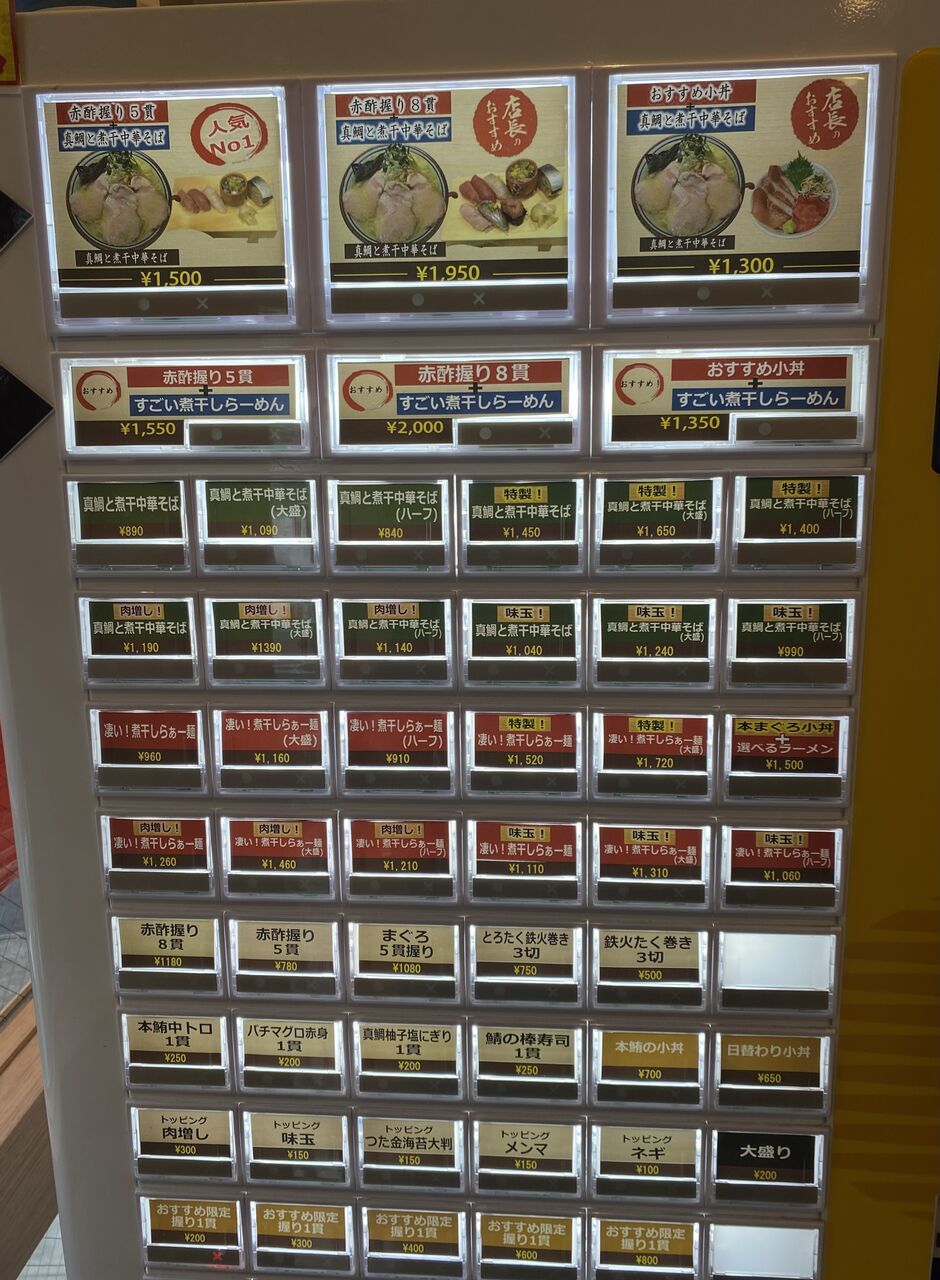 赤酢握り５貫
+
真鯛と煮干中華そば
人気
No1
真鯛と煮干中華そば
¥1,500
赤酢握り８貫
+
真鯛と煮干中華そば
店長の
おすすめ
真鯛と煮干中華そば
¥1,950
おすすめ小丼
+
真鯛と煮干中華そば
店長の
おすすめ
真鯛と煮干中華そば
¥1,300
おすすめ！
赤酢握り５貫
+
すごい煮干しらーめん
¥1,550
おすすめ！
赤酢握り８貫
+
すごい煮干しらーめん
¥2,000
おすすめ！
おすすめ小丼
+
すごい煮干しらーめん
¥1,350
真鯛と煮干中華そば
¥890
真鯛と煮干中華そば
(大盛)
¥1,090
真鯛と煮干中華そば
(ハーフ)
¥840
特製！
真鯛と煮干中華そば
¥1,450
特製！
真鯛と煮干中華そば
(大盛)
¥1,650
特製！
真鯛と煮干中華そば
(ハーフ)
¥1,400
肉増し！
真鯛と煮干中華そば
¥1,190
肉増し！
真鯛と煮干中華そば
(大盛)
¥1390
肉増し！
真鯛と煮干中華そば
(ハーフ)
¥1,140
味玉！
真鯛と煮干中華そば
¥1,040
味玉！
真鯛と煮干中華そば
(大盛)
¥1,240
味玉！
真鯛と煮干中華そば
(ハーフ)
¥990
凄い！煮干しらぁー麺
¥960
凄い！煮干しらぁー麺
(大盛)
¥1,160
凄い！煮干しらぁー麺
(ハーフ)
¥910
特製！
凄い！煮干しらぁー麺
¥1,520
特製！
凄い！煮干しらぁー麺
(大盛)
¥1,720
本まぐろ小丼
+
選べるラーメン
¥1,500
肉増し！
凄い！煮干しらぁー麺
¥1,260
肉増し！
凄い！煮干しらぁー麺
(大盛)
¥1,460
肉増し！
凄い！煮干しらぁー麺
(ハーフ)
¥1,210
味玉！
凄い！煮干しらぁー麺
¥1,110
味玉！
凄い！煮干しらぁー麺
(大盛)
¥1,310
味玉！
凄い！煮干しらぁー麺
(ハーフ)
¥1,060
赤酢握り
８貫
¥1180
赤酢握り
５貫
¥780
まぐろ
５貫握り
¥1080
とろたく鉄火巻き
３切
¥750
鉄火たく巻き
３切
¥500
本鮪中トロ
１貫
¥250
バチマグロ赤身
１貫
¥200
真鯛柚子塩にぎり
１貫
¥200
鯖の棒寿司
１貫
¥250
本鮪の小丼
¥700
日替わり小丼
¥650
トッピング
肉増し
¥300
トッピング
味玉
¥150
トッピング
つた金海苔大判
¥150
トッピング
メンマ
¥150
トッピング
ネギ
¥100
大盛り
¥200
おすすめ限定
握り1貫
¥200
おすすめ限定
握り1貫
¥300
おすすめ限定
握り1貫
¥400
おすすめ限定
握り1貫
¥600
おすすめ限定
握り1貫
¥800